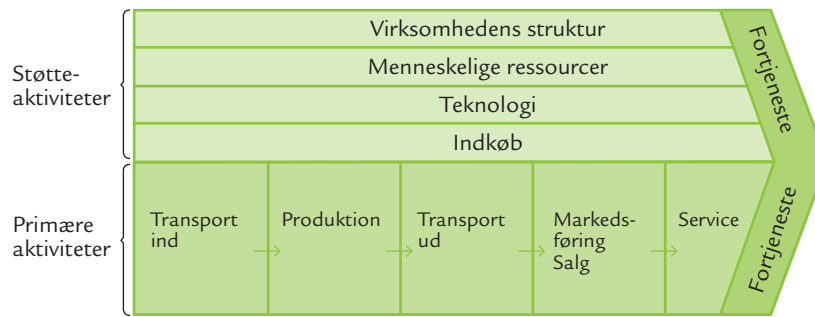 Støtte-
aktiviteter
Virksomhedens struktur
Menneskelige ressourcer
Teknologi
Indkøb
Fortjeneste
Primære
aktiviteter
Transport
ind
Produktion
Transport
ud
Markeds-
føring
Salg
Service
Fortjeneste